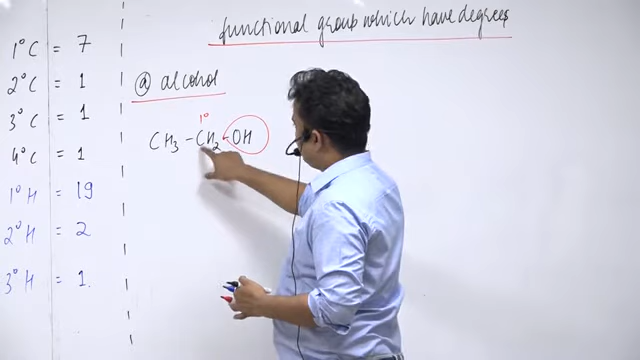 functional group which have degrees
1°C = 7
2°C = 1
3°C = 1
4°C = 1
1°H = 19
2°H = 2
3°H = 1.
ⓐ alcohol
1°
CH₃ - CH₂ - OH